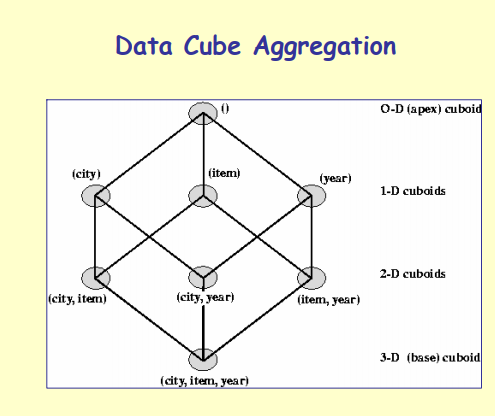 Data Cube Aggregation
()
O-D (apex) cuboid
(city)
(item)
(year)
1-D cuboids
2-D cuboids
(city, item)
(city, year)
(item, year)
3-D (base) cuboid
(city, item, year)